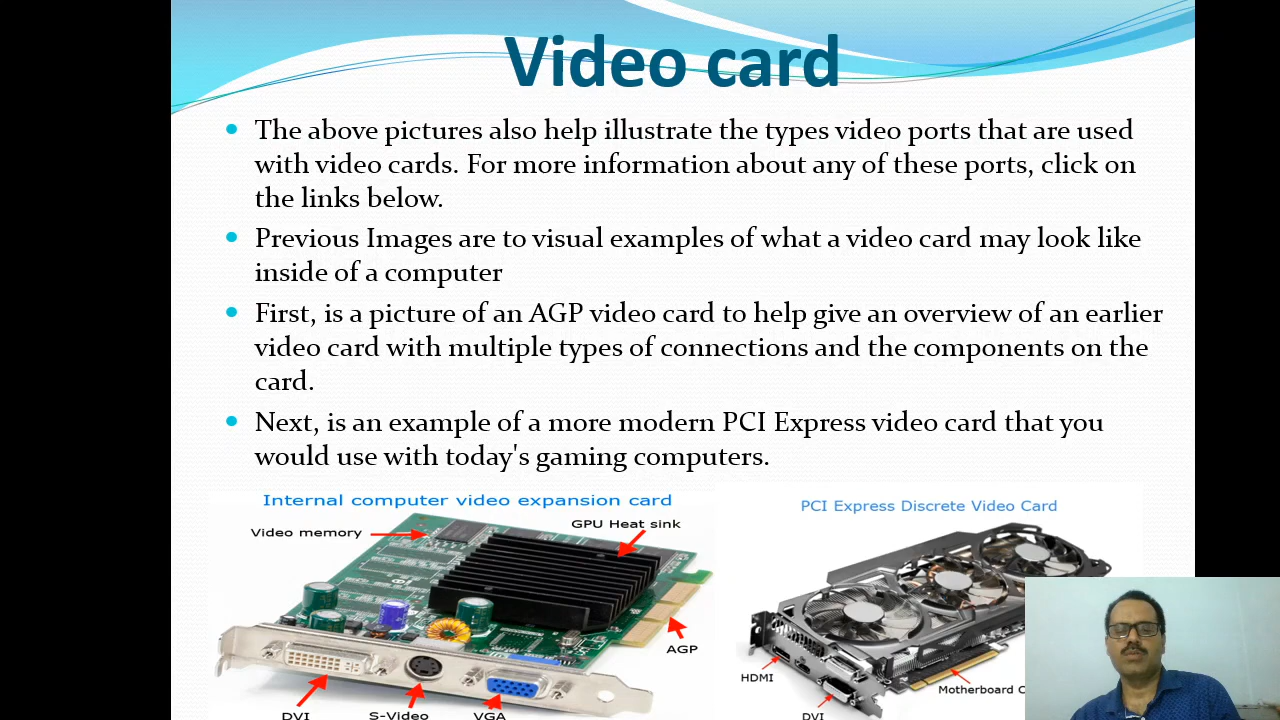 Video card
The above pictures also help illustrate the types video ports that are used
with video cards. For more information about any of these ports, click on
the links below.
Previous Images are to visual examples of what a video card may look like
inside of a computer
First, is a picture of an AGP video card to help give an overview of an earlier
video card with multiple types of connections and the components on the
card.
Next, is an example of a more modern PCI Express video card that you
would use with today's gaming computers.
Internal computer video expansion card
Video memory
GPU Heat sink
AGP
DVI
S-Video
VGA
PCI Express Discrete Video Card
HDMI
Motherboard C
DVI